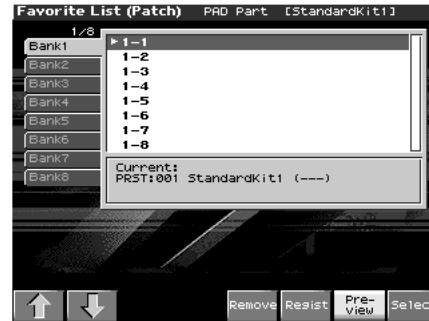 Favorite List (Patch) PAD Part [StandardKit1]
1/8
Bank1
Bank2
Bank3
Bank4
Bank5
Bank6
Bank7
Bank8
1-1
1-2
1-3
1-4
1-5
1-6
1-7
1-8
Current:
PRST:001 StandardKit1 (---)
Remove Regist Pre-view Selec